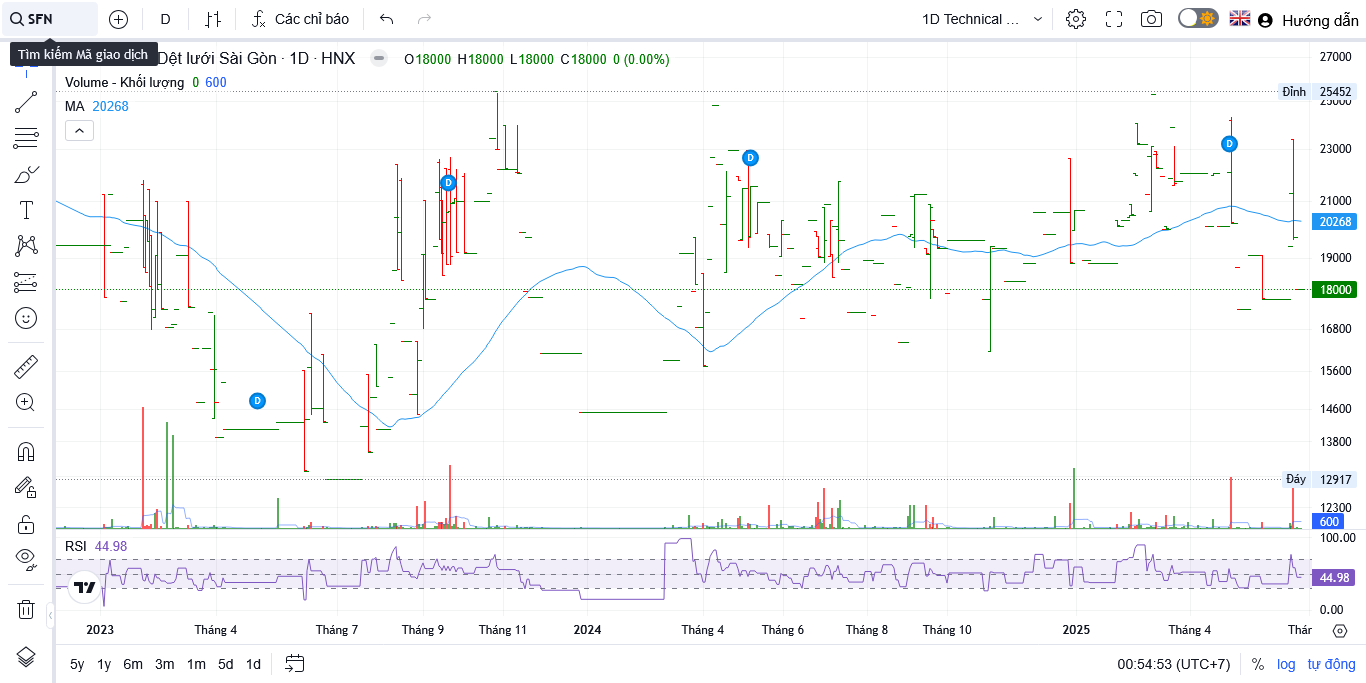 SFN
D
Các chỉ báo
1D Technical ...
Hướng dẫn
Tìm kiếm Mã giao dịch
Dệt lưới Sài Gòn · 1D · HNX
O18000 H18000 L18000 C18000 0 (0.00%)
Volume - Khối lượng 0 600
MA 20268
27000
Đỉnh 25452
25000
23000
21000
20268
19000
18000
16800
15600
14600
13800
Đáy 12917
12300
600
D
D
D
D
RSI 44.98
100.00
44.98
0.00
2023
Tháng 4
Tháng 7
Tháng 9
Tháng 11
2024
Tháng 4
Tháng 6
Tháng 8
Tháng 10
2025
Tháng 4
Thár
5y 1y 6m 3m 1m 5d 1d
00:54:53 (UTC+7)
% log tự động